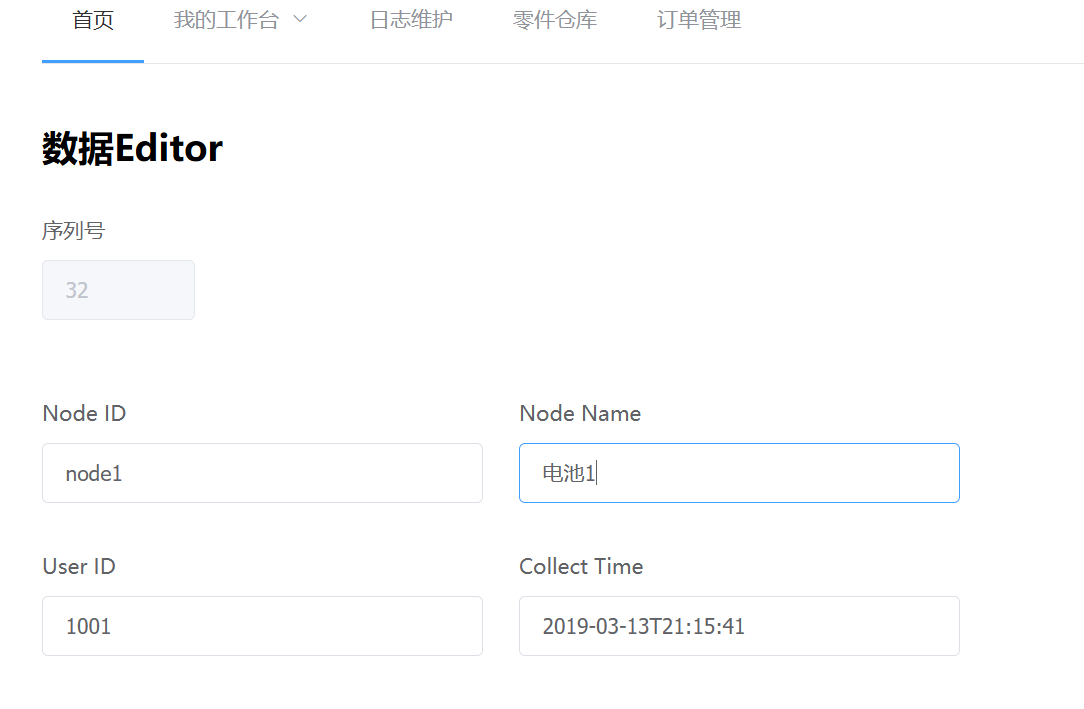 首页 我的工作台 日志维护 零件仓库 订单管理
数据Editor
序列号
32
Node ID Node Name
node1 电池1
User ID Collect Time
1001 2019-03-13T21:15:41